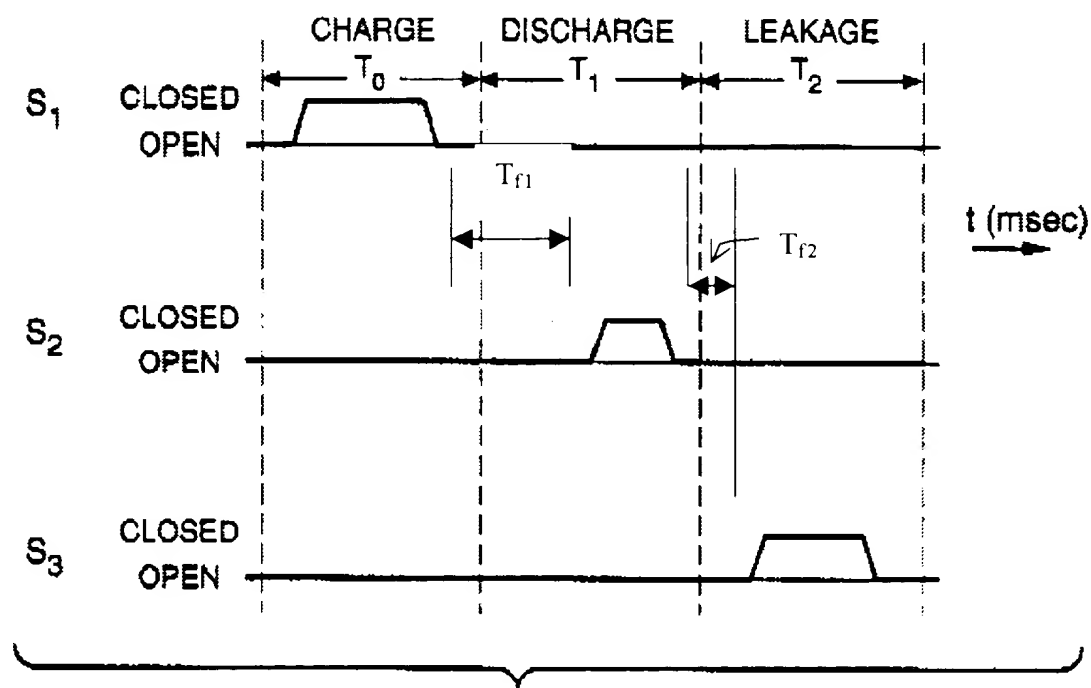 CHARGE DISCHARGE LEAKAGE
T0 T1 T2
S1 CLOSED
OPEN
Tf1
t (msec)
Tf2
S2 CLOSED
OPEN
S3 CLOSED
OPEN